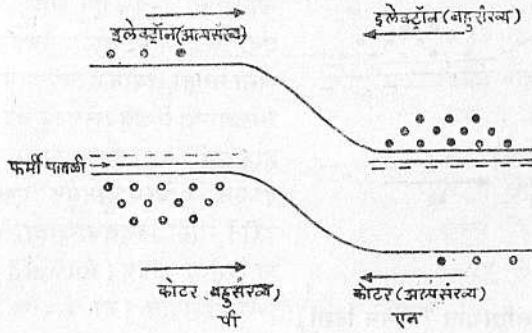 इलेक्ट्रॉन(अल्पसंख्य)
इलेक्ट्रॉन(बहुसंख्य)
फर्मी पातळी
कोटर (बहुसंख्य)
पी
कोटर(अल्पसंख्य)
एन